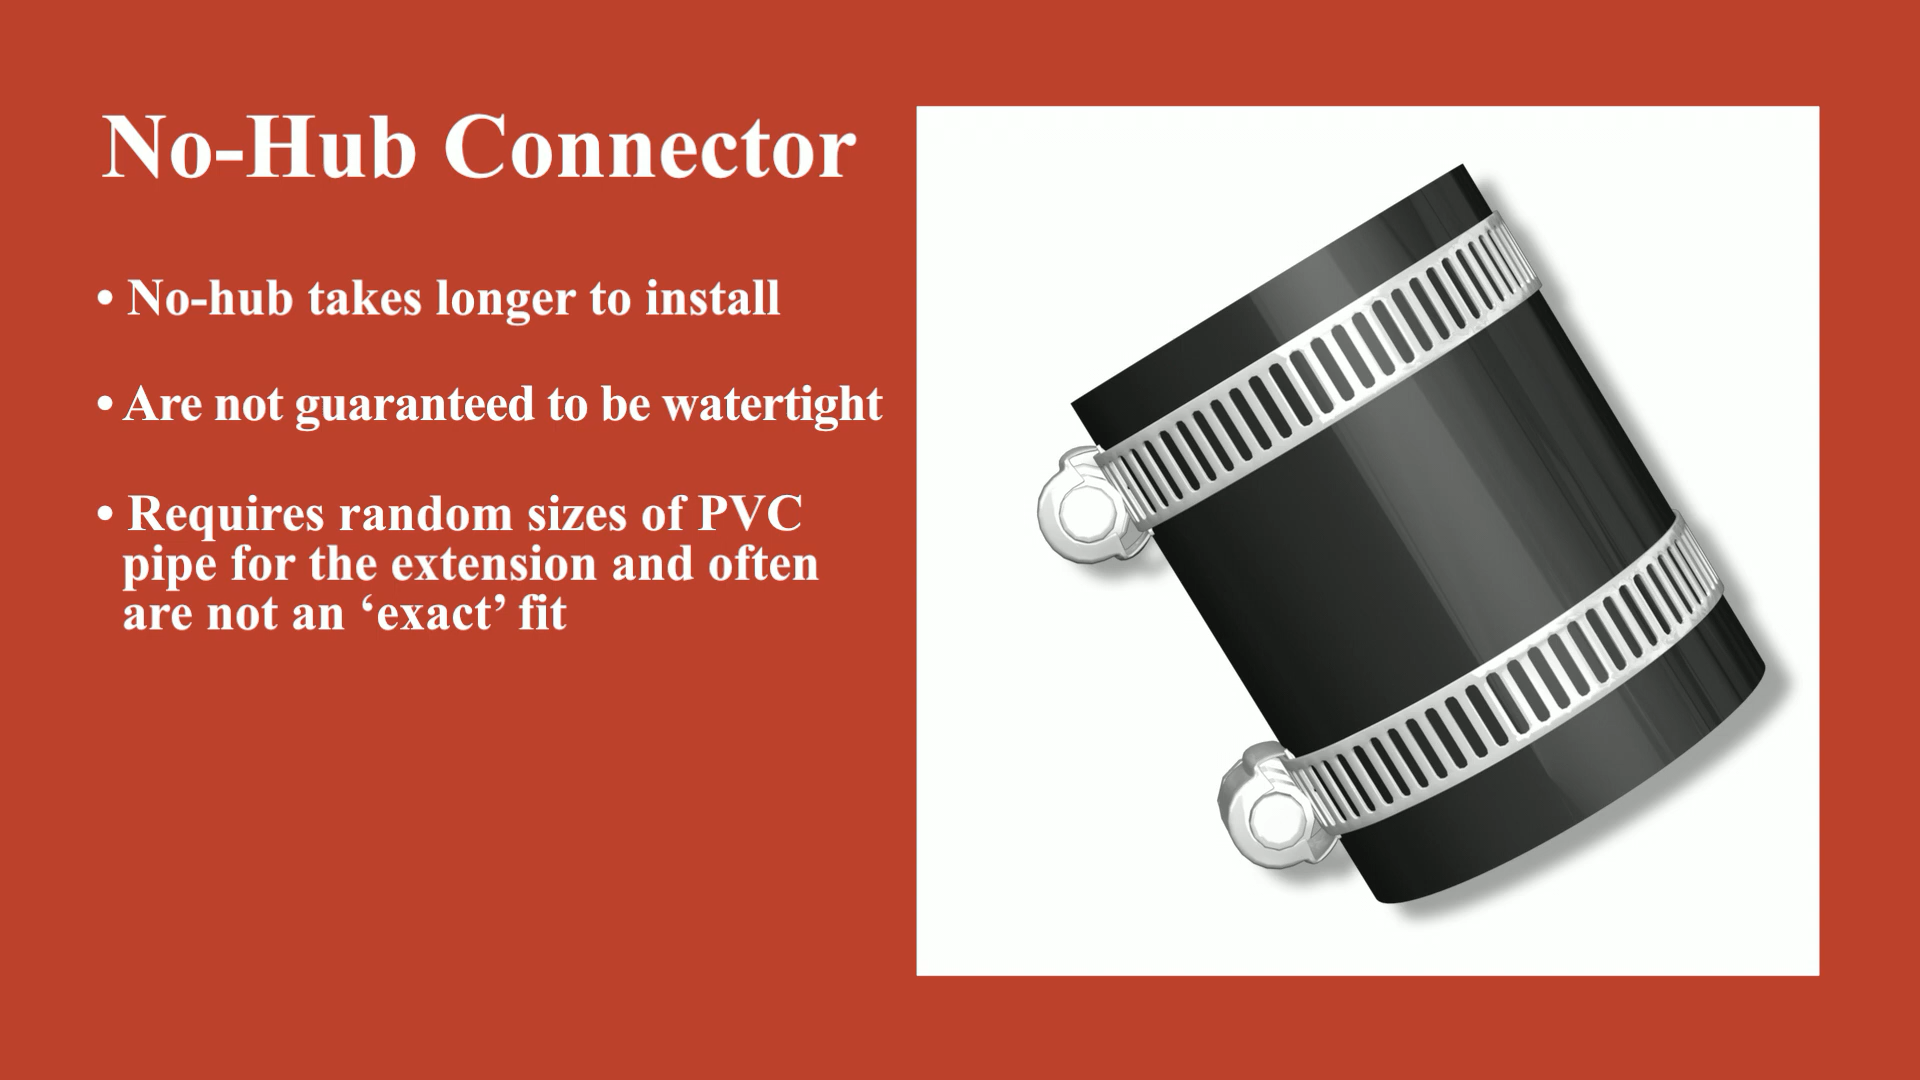 No-Hub Connector
• No-hub takes longer to install
• Are not guaranteed to be watertight
• Requires random sizes of PVC
pipe for the extension and often
are not an ‘exact’ fit